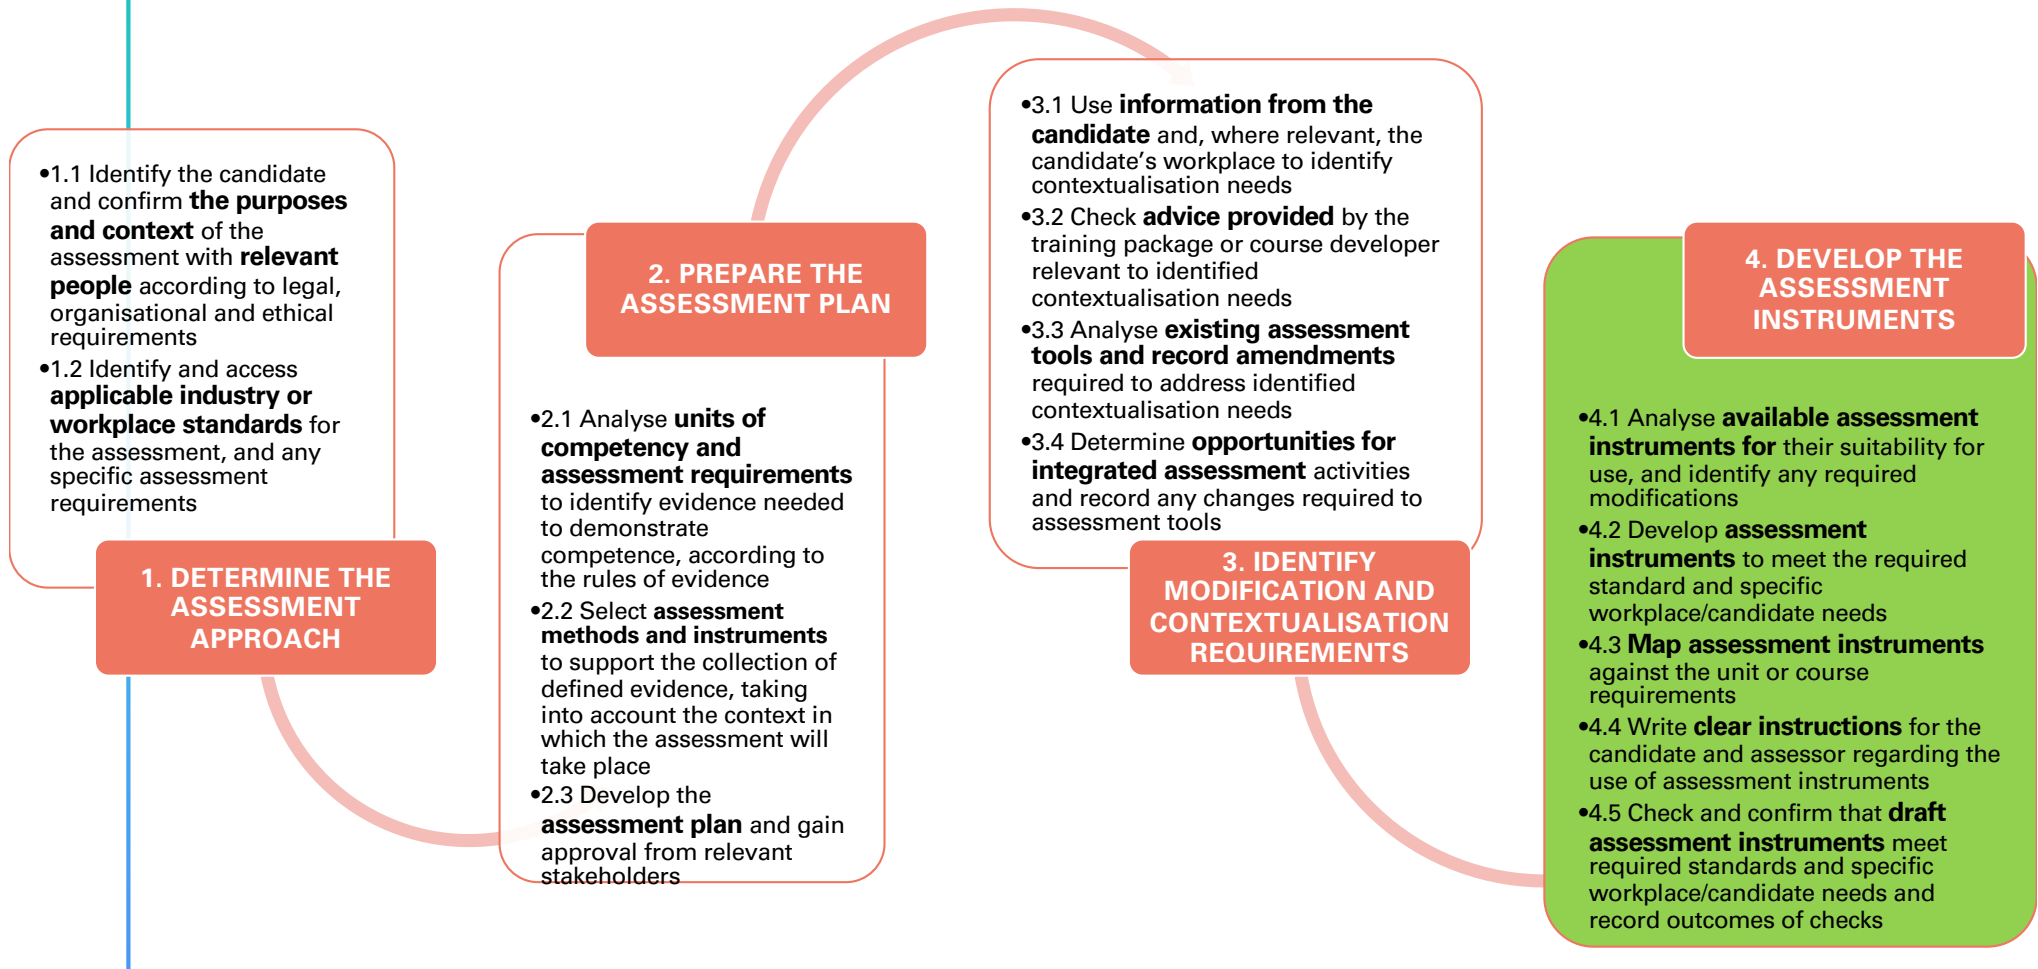 •1.1 Identify the candidate
and confirm the purposes
and context of the
assessment with relevant
people according to legal,
organisational and ethical
requirements
•1.2 Identify and access
applicable industry or
workplace standards for
the assessment, and any
specific assessment
requirements
1. DETERMINE THE
ASSESSMENT
APPROACH
2. PREPARE THE
ASSESSMENT PLAN
•2.1 Analyse units of
competency and
assessment requirements
to identify evidence needed
to demonstrate
competence, according to
the rules of evidence
•2.2 Select assessment
methods and instruments
to support the collection of
defined evidence, taking
into account the context in
which the assessment will
take place
•2.3 Develop the
assessment plan and gain
approval from relevant
stakeholders
•3.1 Use information from the
candidate and, where relevant, the
candidate's workplace to identify
contextualisation needs
•3.2 Check advice provided by the
training package or course developer
relevant to identified
contextualisation needs
•3.3 Analyse existing assessment
tools and record amendments
required to address identified
contextualisation needs
•3.4 Determine opportunities for
integrated assessment activities
and record any changes required to
assessment tools
3. IDENTIFY
MODIFICATION AND
CONTEXTUALISATION
REQUIREMENTS
4. DEVELOP THE
ASSESSMENT
INSTRUMENTS
•4.1 Analyse available assessment
instruments for their suitability for
use, and identify any required
modifications
•4.2 Develop assessment
instruments to meet the required
standard and specific
workplace/candidate needs
•4.3 Map assessment instruments
against the unit or course
requirements
•4.4 Write clear instructions for the
candidate and assessor regarding the
use of assessment instruments
•4.5 Check and confirm that draft
assessment instruments meet
required standards and specific
workplace/candidate needs and
record outcomes of checks